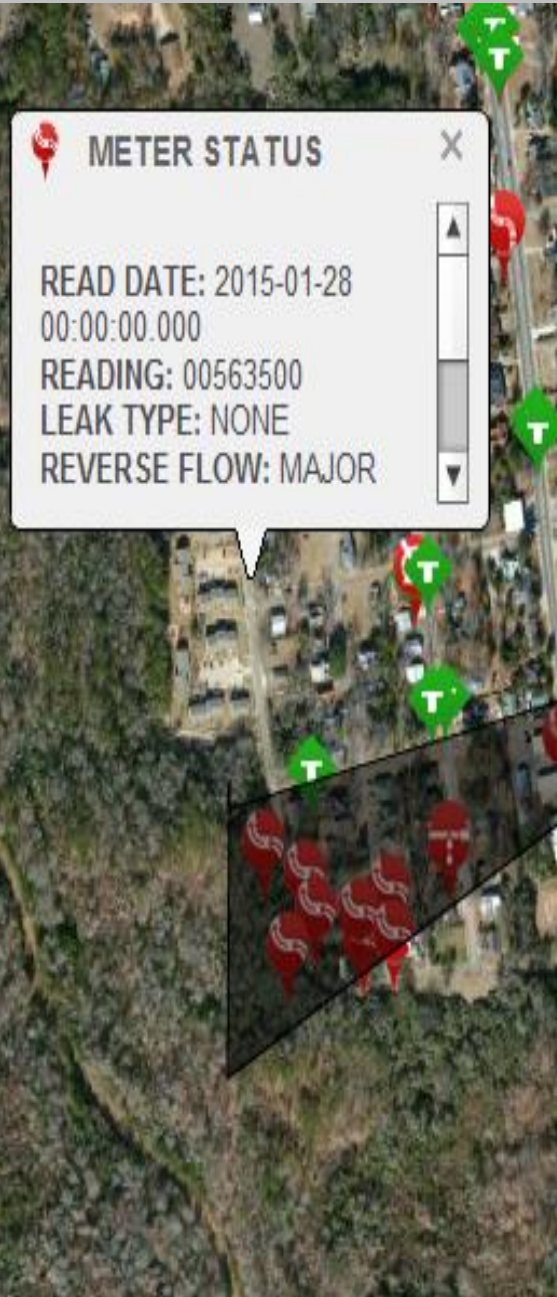 METER STATUS
READ DATE: 2015-01-28
00:00:00.000
READING: 00563500
LEAK TYPE: NONE
REVERSE FLOW: MAJOR
T
T
T
T
T
T